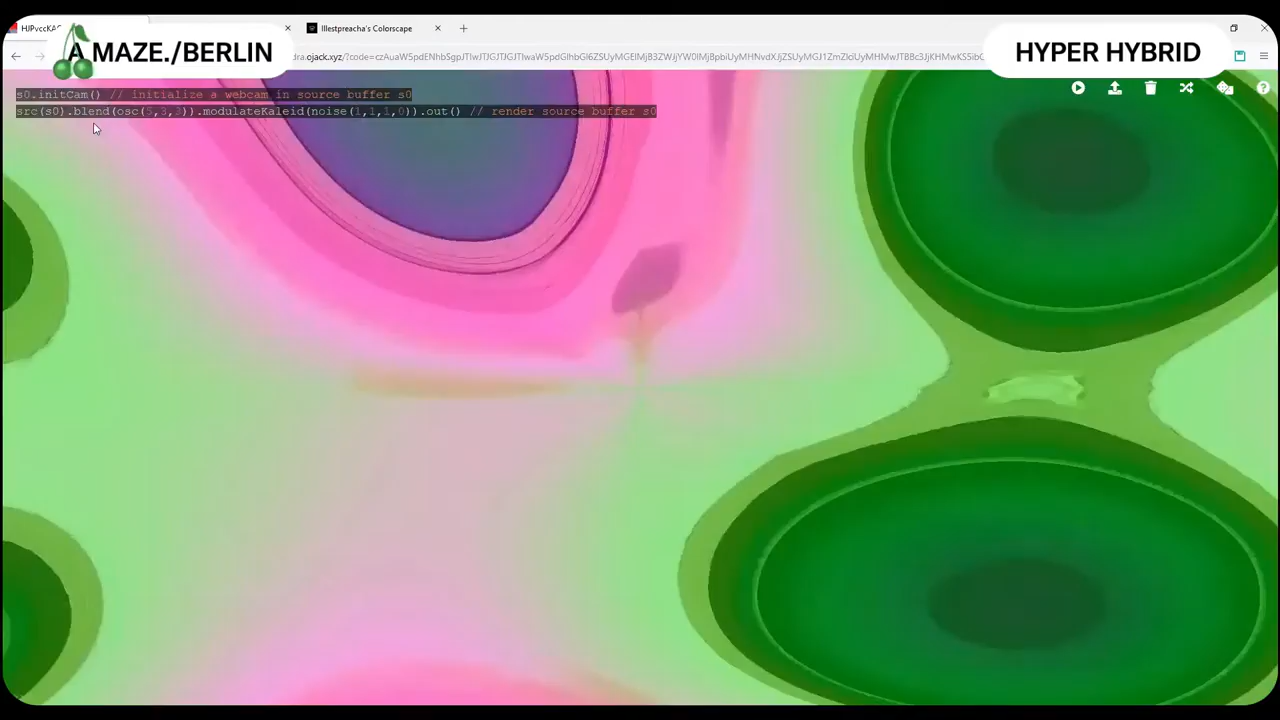 Illestpreacha's Colorscape
A MAZE./BERLIN
HYPER HYBRID
s0.initCam() // initialize a webcam in source buffer s0
src(s0).blend(osc(5,3,3)).modulateKaleid(noise(1,1,1,0)).out() // render source buffer s0